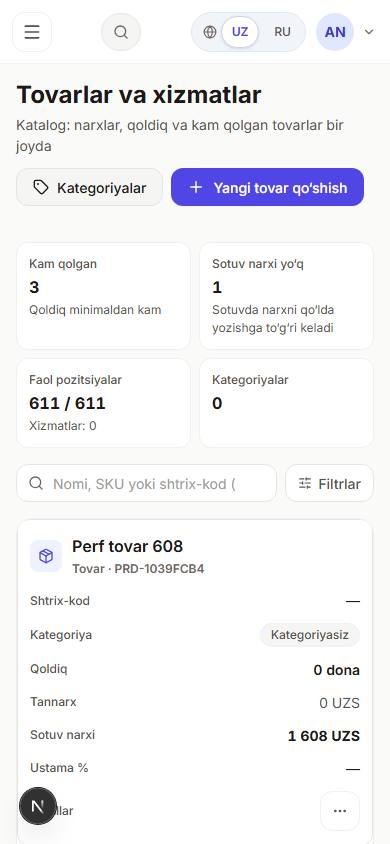 UZ RU AN
Tovarlar va xizmatlar
Katalog: narxlar, qoldiq va kam qolgan tovarlar bir
joyda
Kategoriyalar
Yangi tovar qo‘shish
Kam qolgan
3
Qoldiq minimaldan kam
Sotuv narxi yo‘q
1
Sotuvda narxni qo‘lda
yozishga to‘g‘ri keladi
Faol pozitsiyalar
611 / 611
Xizmatlar: 0
Kategoriyalar
0
Nomi, SKU yoki shtrix-kod (
Filtrlar
Perf tovar 608
Tovar · PRD-1039FCB4
Shtrix-kod —
Kategoriya Kategoriyasiz
Qoldiq 0 dona
Tannarx 0 UZS
Sotuv narxi 1 608 UZS
Ustama % —
N